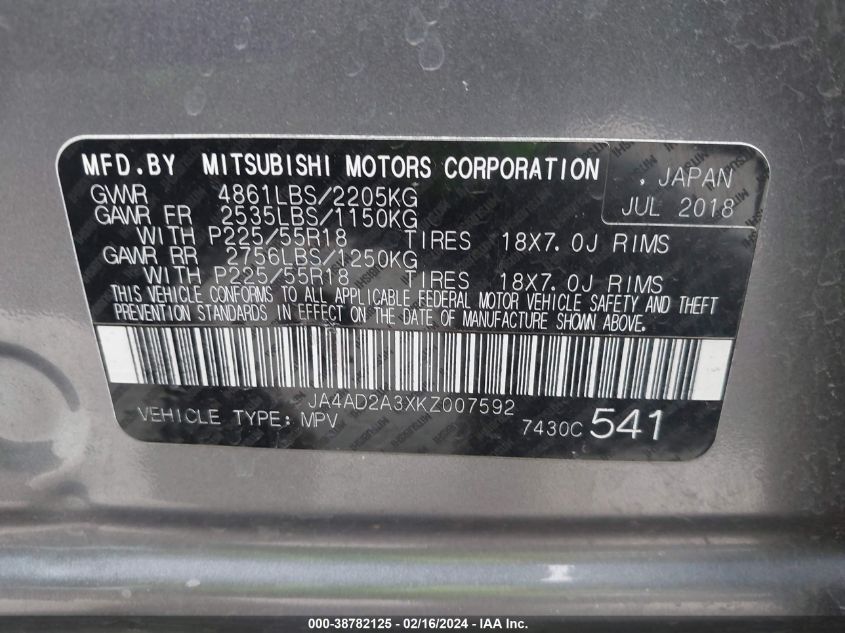 MFD.BY MITSUBISHI MOTORS CORPORATION
, JAPAN
JUL 2018
GVWR 4861LBS/2205KG
GAWR FR 2535LBS/1150KG
WITH P225/55R18 TIRES 18X7.0J RIMS
GAWR RR 2756LBS/1250KG
WITH P225/55R18 TIRES 18X7.0J RIMS
THIS VEHICLE CONFORMS TO ALL APPLICABLE FEDERAL MOTOR VEHICLE SAFETY AND THEFT
PREVENTION STANDARDS IN EFFECT ON THE DATE OF MANUFACTURE SHOWN ABOVE.
JA4AD2A3XKZ007592
VEHICLE TYPE: MPV 7430C 541
000-38782125 - 02/16/2024 - IAA Inc.